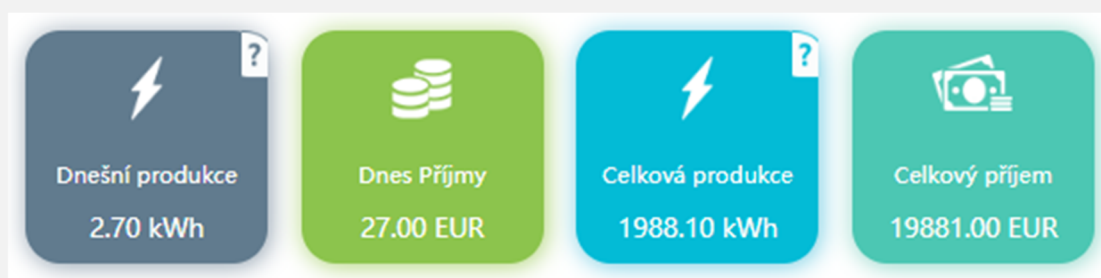 ?
?
Dnešní produkce
Dnes Příjmy
Celková produkce
Celkový příjem
2.70 kWh
27.00 EUR
1988.10 kWh
19881.00 EUR